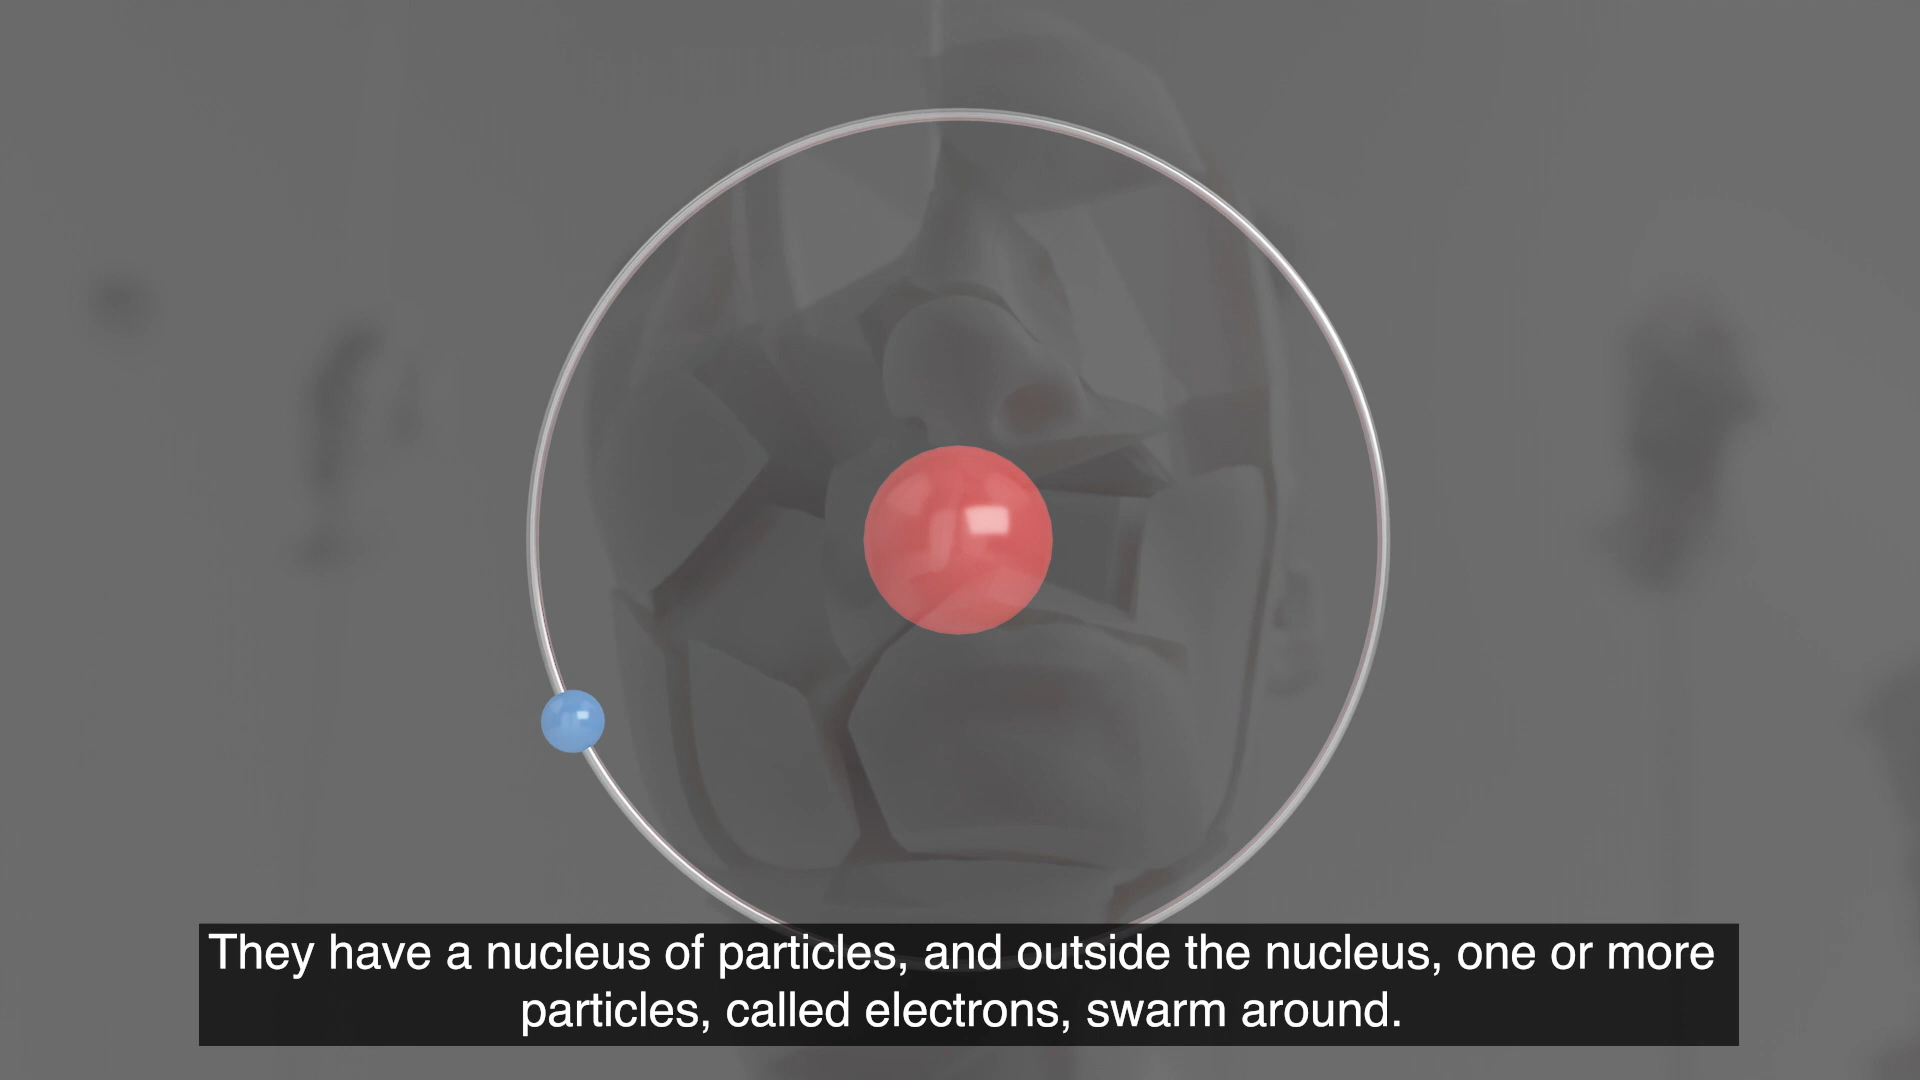 They have a nucleus of particles, and outside the nucleus, one or more
particles, called electrons, swarm around.